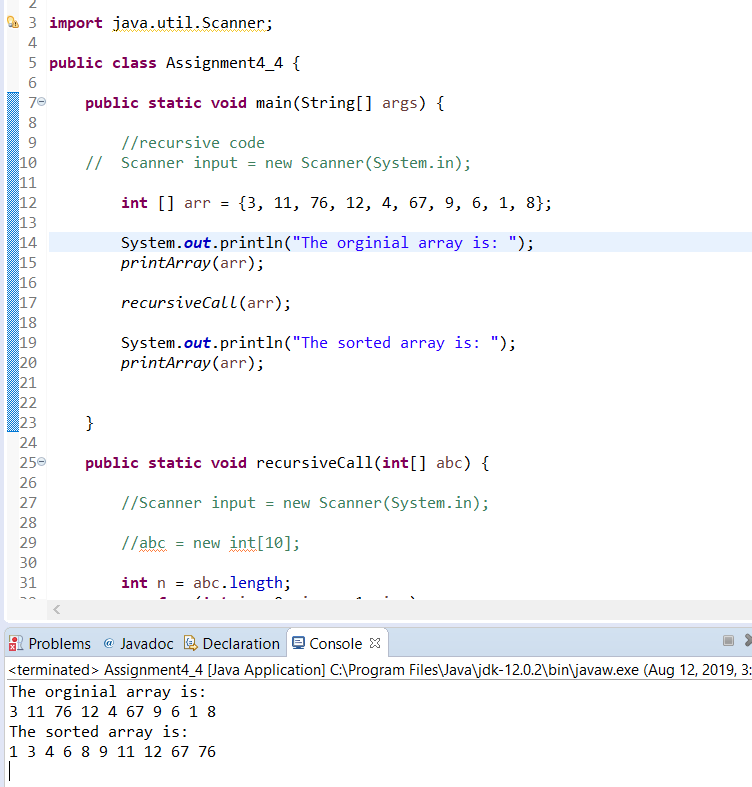 2
3 import java.util.Scanner;
4
5 public class Assignment4_4 {
6
7 public static void main(String[] args) {
8
9 //recursive code
10 // Scanner input = new Scanner(System.in);
11
12 int [] arr = {3, 11, 76, 12, 4, 67, 9, 6, 1, 8};
13
14 System.out.println("The orginial array is: ");
15 printArray(arr);
16
17 recursiveCall(arr);
18
19 System.out.println("The sorted array is: ");
20 printArray(arr);
21
22
23 }
24
25 public static void recursiveCall(int[] abc) {
26
27 //Scanner input = new Scanner(System.in);
28
29 //abc = new int[10];
30
31 int n = abc.length;
Problems @ Javadoc Declaration Console
<terminated> Assignment4_4 [Java Application] C:\Program Files\Java\jdk-12.0.2\bin\javaw.exe (Aug 12, 2019, 3:
The orginial array is:
3 11 76 12 4 67 9 6 1 8
The sorted array is:
1 3 4 6 8 9 11 12 67 76